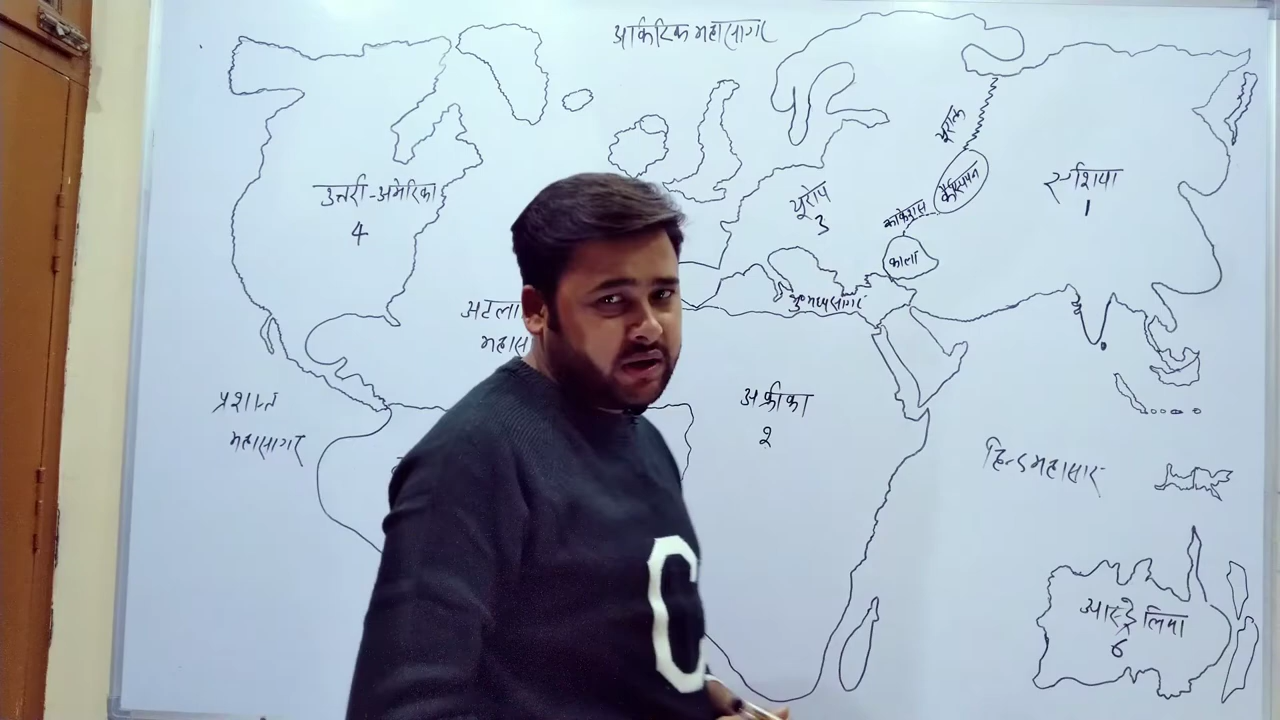 आर्कटिक महासागर
उत्तरी-अमेरिका
4
यूराल
कैस्पियन
एशिया
1
यूरोप
3
काकेशस
काला
भूमध्यसागर
अटला
महास
प्रशान्त
महासागर
अफ्रीका
2
हिन्द महासागर
आस्ट्रेलिया
6
C